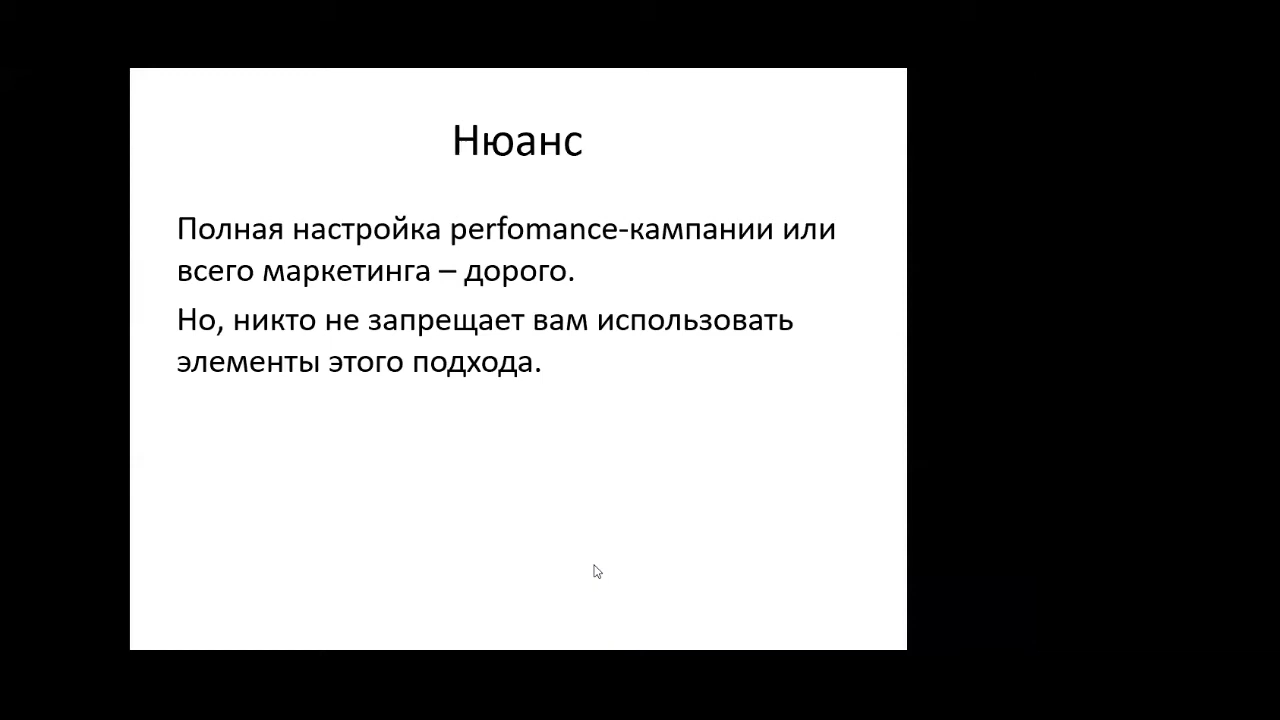 Нюанс
Полная настройка perfomance-кампании или
всего маркетинга – дорого.
Но, никто не запрещает вам использовать
элементы этого подхода.